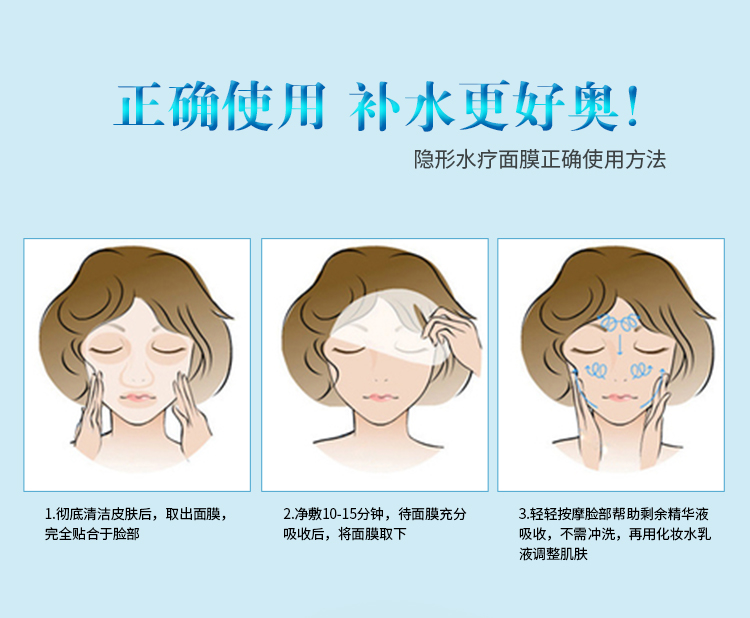 正确使用 补水更好奥!
隐形水疗面膜正确使用方法
1.彻底清洁皮肤后，取出面膜，
完全贴合于脸部
2.净敷10-15分钟，待面膜充分
吸收后，将面膜取下
3.轻轻按摩脸部帮助剩余精华液
吸收，不需冲洗，再用化妆水乳
液调整肌肤